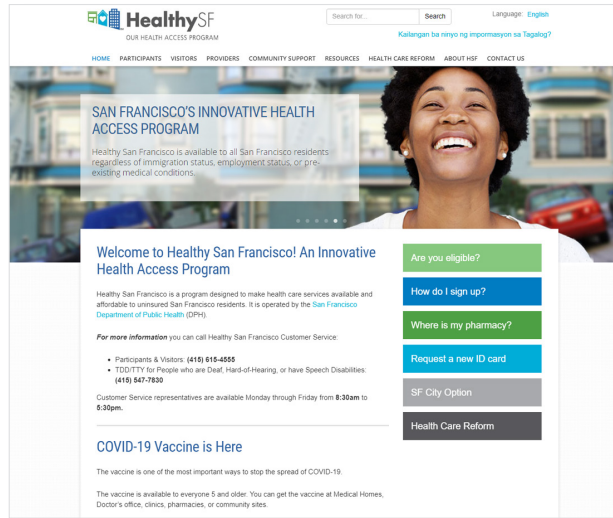 HealthySF
OUR HEALTH ACCESS PROGRAM
Search for...
Search
Language: English
Kailangan ba ninyo ng impormasyon sa Tagalog?
HOME PARTICIPANTS VISITORS PROVIDERS COMMUNITY SUPPORT RESOURCES HEALTH CARE REFORM ABOUT HSF CONTACT US
SAN FRANCISCO'S INNOVATIVE HEALTH
ACCESS PROGRAM
Healthy San Francisco is available to all San Francisco residents
regardless of immigration status, employment status, or pre-
existing medical conditions.
Welcome to Healthy San Francisco! An Innovative
Health Access Program
Healthy San Francisco is a program designed to make health care services available and
affordable to uninsured San Francisco residents. It is operated by the San Francisco
Department of Public Health (DPH).
For more information you can call Healthy San Francisco Customer Service:
• Participants & Visitors: (415) 615-4555
• TDD/TTY for People who are Deaf, Hard-of-Hearing, or have Speech Disabilities:
(415) 547-7830
Customer Service representatives are available Monday through Friday from 8:30am to
5:30pm.
COVID-19 Vaccine is Here
The vaccine is one of the most important ways to stop the spread of COVID-19.
The vaccine is available to everyone 5 and older. You can get the vaccine at Medical Homes,
Doctor's office, clinics, pharmacies, or community sites.
Are you eligible?
How do I sign up?
Where is my pharmacy?
Request a new ID card
SF City Option
Health Care Reform